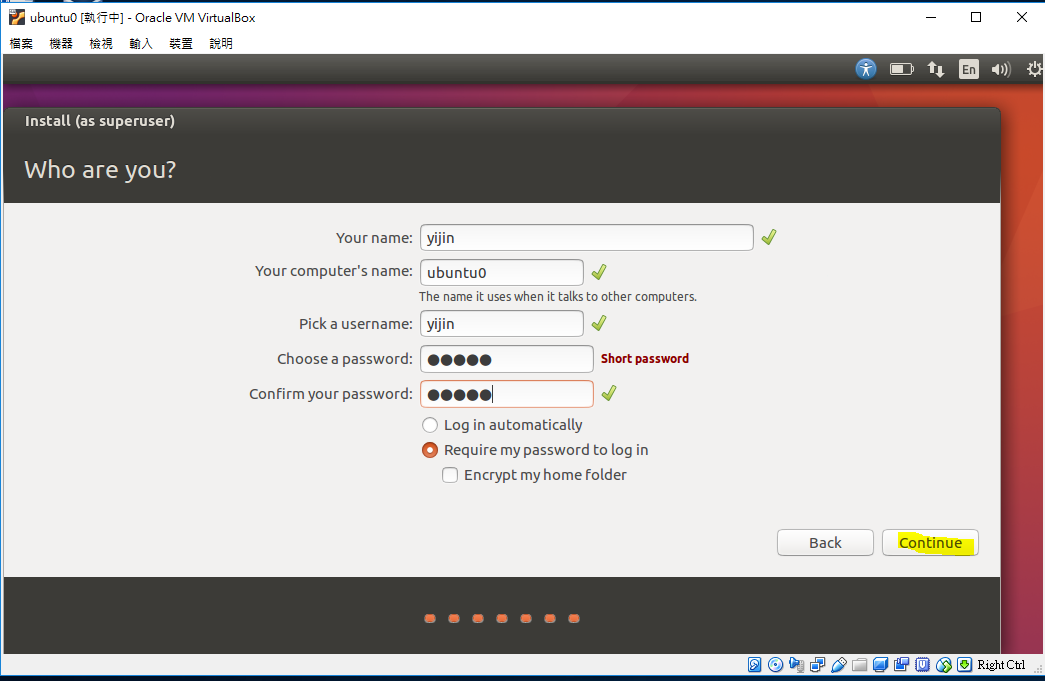 ubuntu0 [執行中] - Oracle VM VirtualBox
檔案 機器 檢視 輸入 裝置 說明
En
Install (as superuser)
Who are you?
Your name: yijin
Your computer's name: ubuntu0
The name it uses when it talks to other computers.
Pick a username: yijin
Choose a password: ●●●●● Short password
Confirm your password: ●●●●●
Log in automatically
Require my password to log in
Encrypt my home folder
Back Continue
Right Ctrl